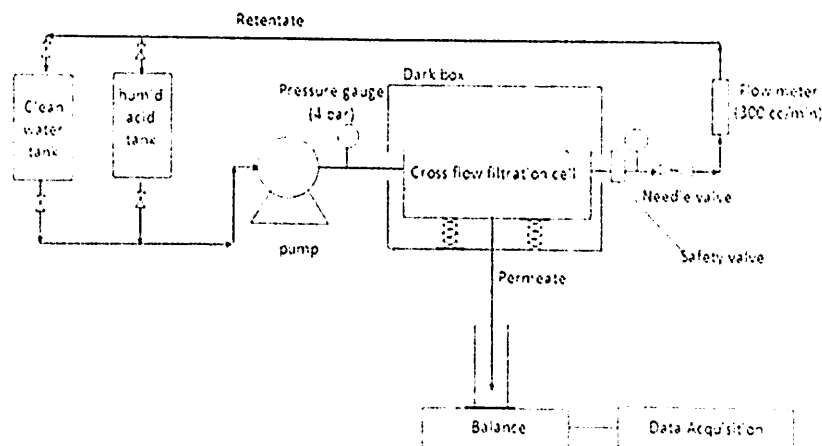 Retentate
Dark box
Pressure gauge
(4 bar)
Clean
water
tank
humid
acid
tank
Flow meter
(300 cc/min)
Cross flow filtration cell
Needle valve
pump
Safety valve
Permeate
Balance
Data Acquisition